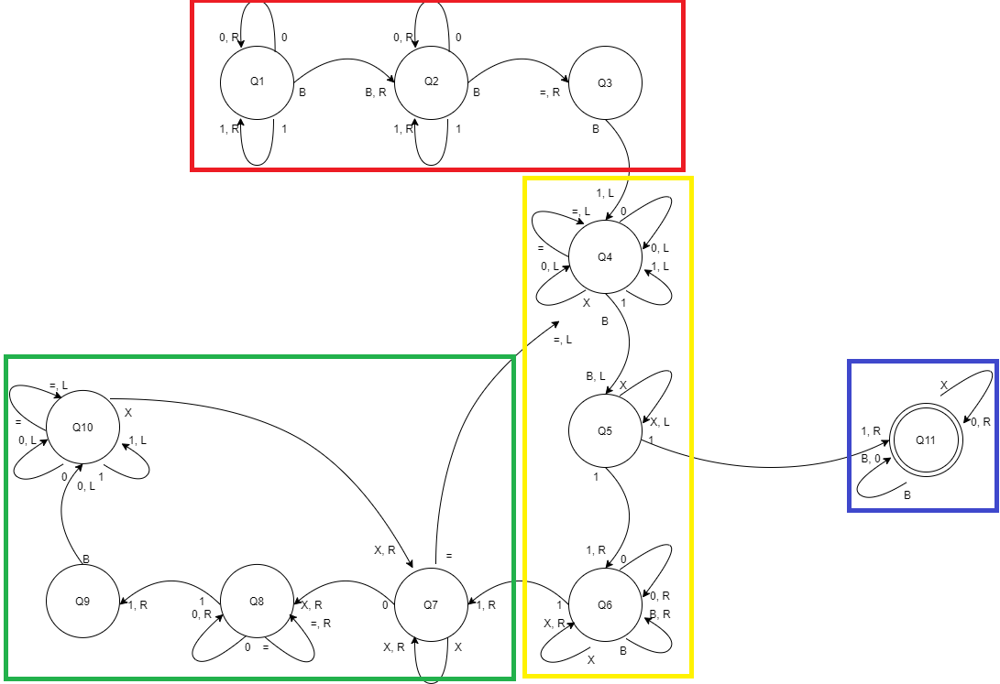 0, R 0 0, R 0
Q1 Q2 Q3
B B, R B =, R
1, R 1 1, R 1 B
1, L
=, L 0
= 0, L
Q4
0, L 1, L
X 1
B
=, L
B, L X
Q5 X, L
1
1
1, R 0
0, R
Q6
1 B, R
X, R
B
X
=, L
Q10 X
=
0, L 1, L
0 1
0, L
X, R =
B
Q9 Q8 Q7
1, R 1 X, R 0 1, R
0, R =, R
0 = X, R X
X
0, R
1, R Q11
B, 0
B